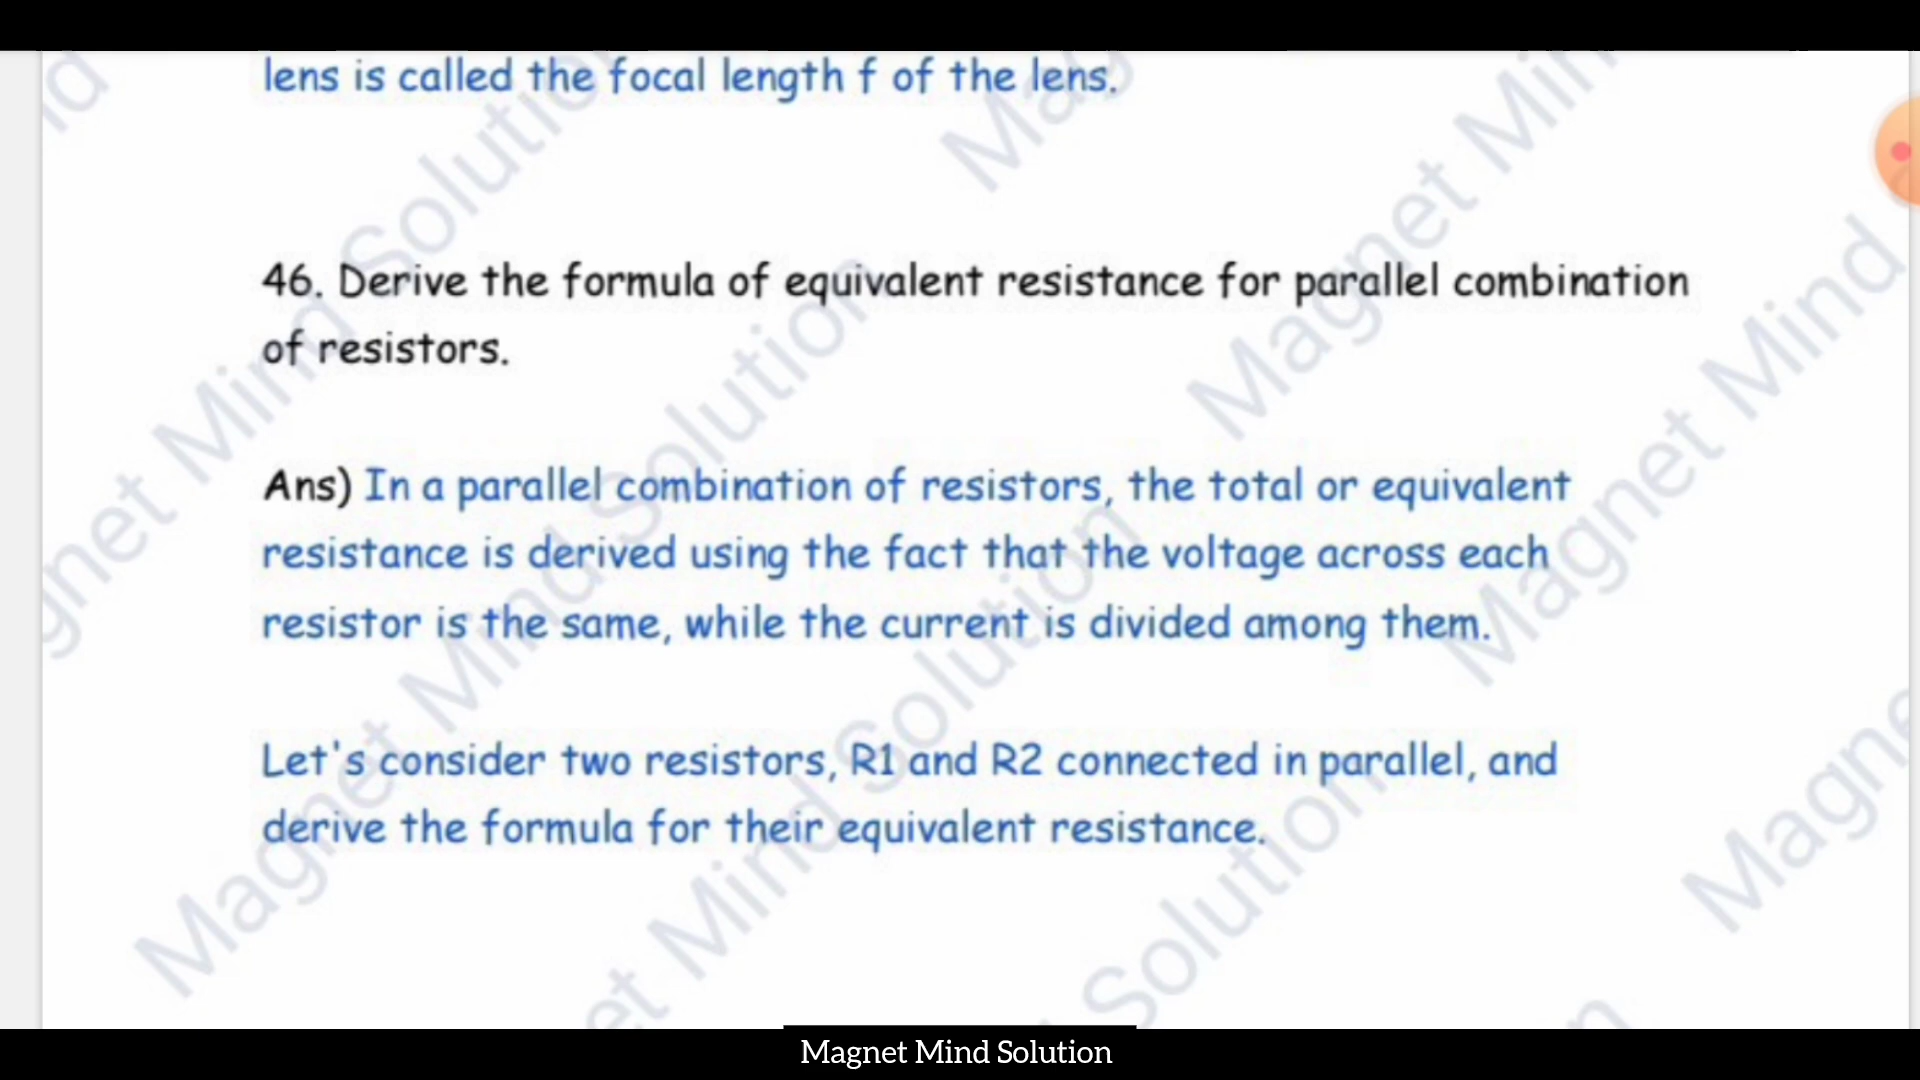 lens is called the focal length f of the lens.
46. Derive the formula of equivalent resistance for parallel combination
of resistors.
Ans) In a parallel combination of resistors, the total or equivalent
resistance is derived using the fact that the voltage across each
resistor is the same, while the current is divided among them.
Let's consider two resistors, R1 and R2 connected in parallel, and
derive the formula for their equivalent resistance.
Magnet Mind Solution